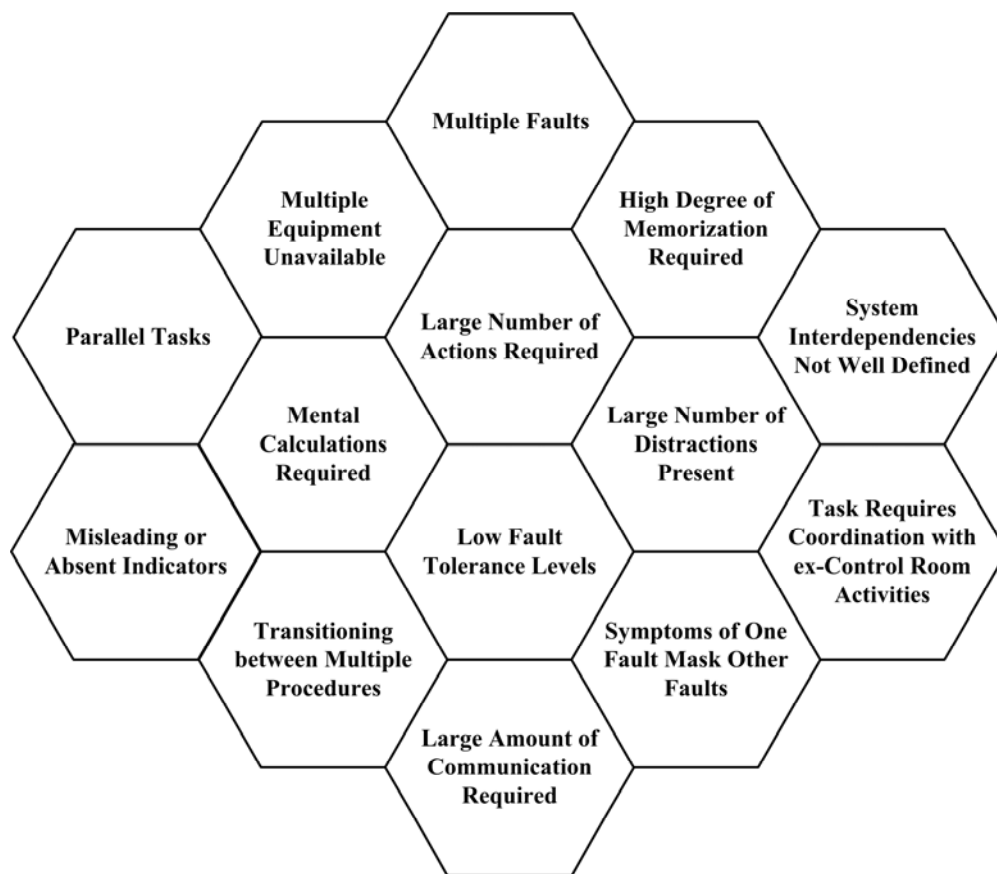 Multiple Faults
Multiple
Equipment
Unavailable
High Degree of
Memorization
Required
Parallel Tasks
Large Number of
Actions Required
System
Interdependencies
Not Well Defined
Mental
Calculations
Required
Large Number of
Distractions
Present
Misleading or
Absent Indicators
Low Fault
Tolerance Levels
Task Requires
Coordination with
ex-Control Room
Activities
Transitioning
between Multiple
Procedures
Symptoms of One
Fault Mask Other
Faults
Large Amount of
Communication
Required